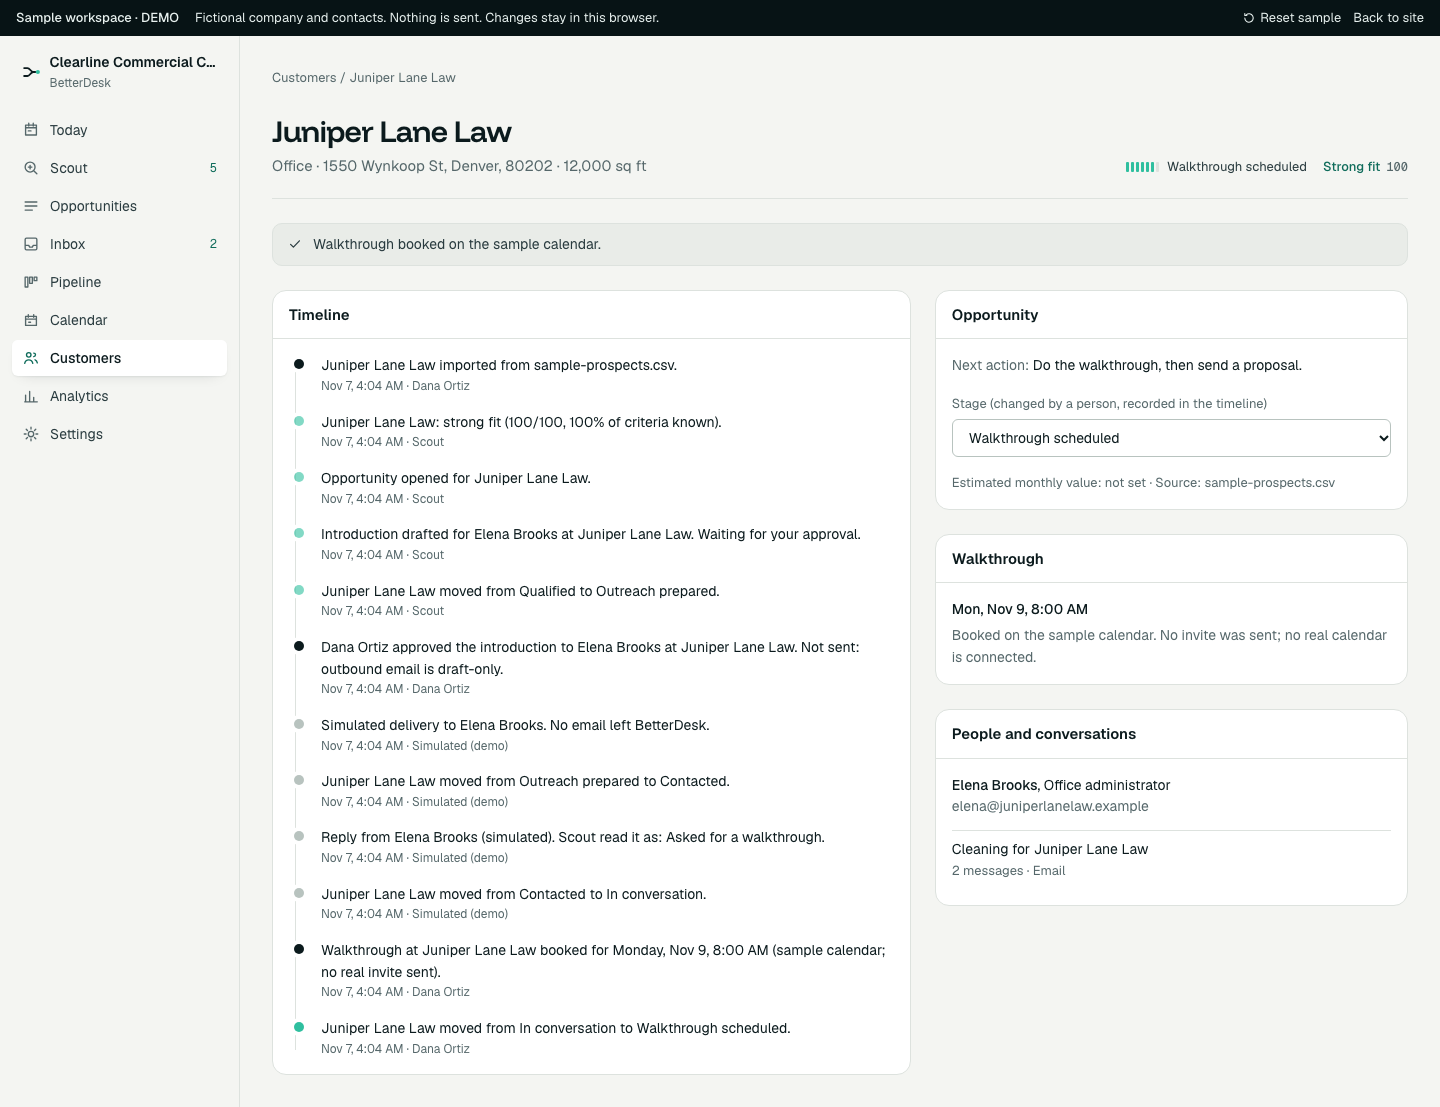 Sample workspace · DEMO
Fictional company and contacts. Nothing is sent. Changes stay in this browser.
Reset sample
Back to site
Clearline Commercial C...
BetterDesk
Today
Scout 5
Opportunities
Inbox 2
Pipeline
Calendar
Customers
Analytics
Settings
Customers / Juniper Lane Law
Juniper Lane Law
Office · 1550 Wynkoop St, Denver, 80202 · 12,000 sq ft
Walkthrough scheduled
Strong fit 100
Walkthrough booked on the sample calendar.
Timeline
Juniper Lane Law imported from sample-prospects.csv.
Nov 7, 4:04 AM · Dana Ortiz
Juniper Lane Law: strong fit (100/100, 100% of criteria known).
Nov 7, 4:04 AM · Scout
Opportunity opened for Juniper Lane Law.
Nov 7, 4:04 AM · Scout
Introduction drafted for Elena Brooks at Juniper Lane Law. Waiting for your approval.
Nov 7, 4:04 AM · Scout
Juniper Lane Law moved from Qualified to Outreach prepared.
Nov 7, 4:04 AM · Scout
Dana Ortiz approved the introduction to Elena Brooks at Juniper Lane Law. Not sent:
outbound email is draft-only.
Nov 7, 4:04 AM · Dana Ortiz
Simulated delivery to Elena Brooks. No email left BetterDesk.
Nov 7, 4:04 AM · Simulated (demo)
Juniper Lane Law moved from Outreach prepared to Contacted.
Nov 7, 4:04 AM · Simulated (demo)
Reply from Elena Brooks (simulated). Scout read it as: Asked for a walkthrough.
Nov 7, 4:04 AM · Simulated (demo)
Juniper Lane Law moved from Contacted to In conversation.
Nov 7, 4:04 AM · Simulated (demo)
Walkthrough at Juniper Lane Law booked for Monday, Nov 9, 8:00 AM (sample calendar;
no real invite sent).
Nov 7, 4:04 AM · Dana Ortiz
Juniper Lane Law moved from In conversation to Walkthrough scheduled.
Nov 7, 4:04 AM · Dana Ortiz
Opportunity
Next action: Do the walkthrough, then send a proposal.
Stage (changed by a person, recorded in the timeline)
Walkthrough scheduled
Estimated monthly value: not set · Source: sample-prospects.csv
Walkthrough
Mon, Nov 9, 8:00 AM
Booked on the sample calendar. No invite was sent; no real calendar
is connected.
People and conversations
Elena Brooks, Office administrator
elena@juniperlanelaw.example
Cleaning for Juniper Lane Law
2 messages · Email